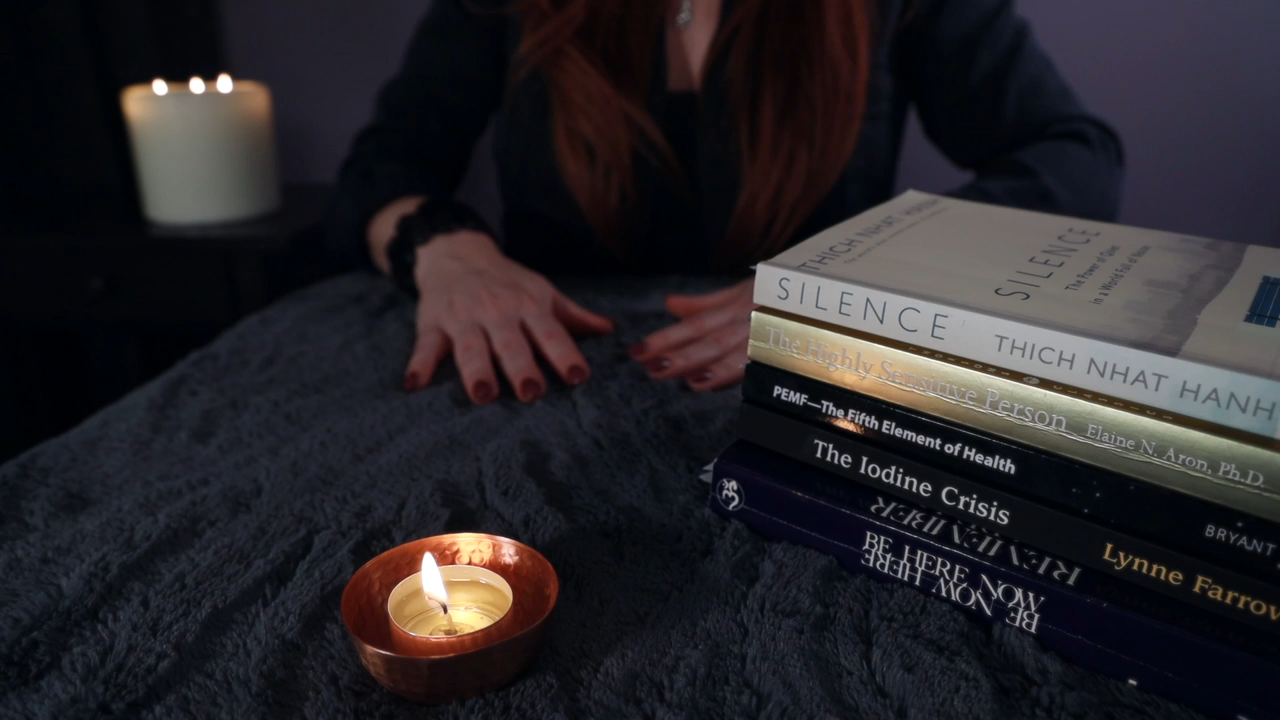 THICH NHAT HANH
SILENCE
The Power of Quiet
in a World Full of Noise
SILENCE THICH NHAT HANH
The Highly Sensitive Person Elaine N. Aron, Ph.D.
PEMF—The Fifth Element of Health BRYANT
The Iodine Crisis Lynne Farrow
REMEMBER
BE HERE NOW
BE HERE NOW